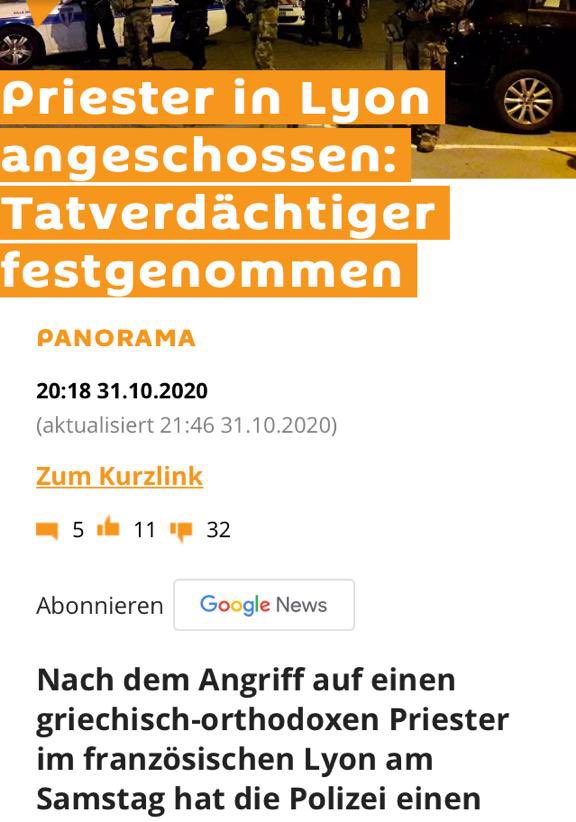 Priester in Lyon
angeschossen:
Tatverdächtiger
festgenommen
PANORAMA
20:18 31.10.2020
(aktualisiert 21:46 31.10.2020)
Zum Kurzlink
5 11 32
Abonnieren Google News
Nach dem Angriff auf einen
griechisch-orthodoxen Priester
im französischen Lyon am
Samstag hat die Polizei einen